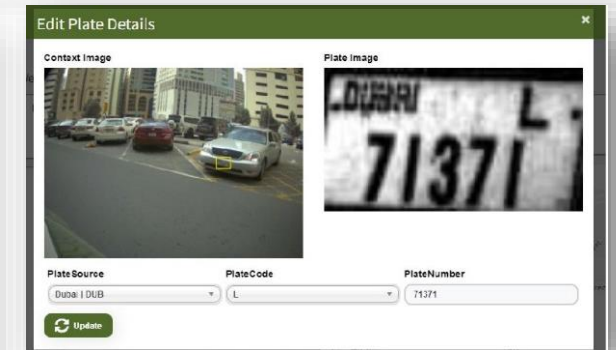 Edit Plate Details
×
Context Image
Plate Image
DUBAI L
71371
PlateSource
PlateCode
PlateNumber
Dubai | DUB
L
71371
Update